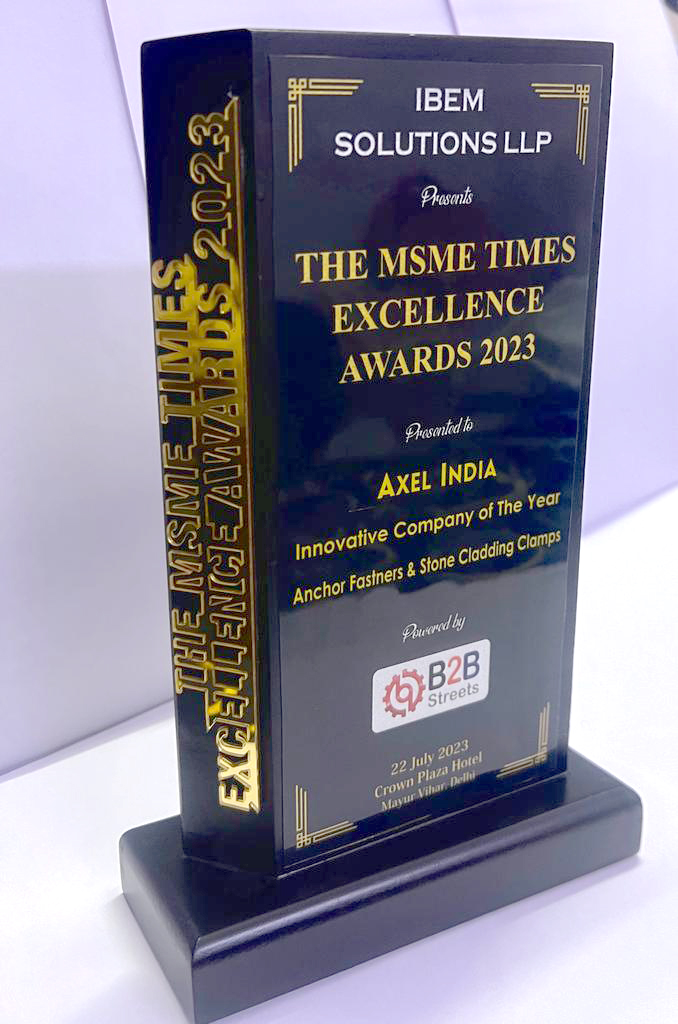 THE MSME TIMES
EXCELLENCE AWARDS 2023
IBEM
SOLUTIONS LLP
Presents
THE MSME TIMES
EXCELLENCE
AWARDS 2023
Presented to
AXEL INDIA
Innovative Company of The Year
Anchor Fastners & Stone Cladding Clamps
Powered by
B2B
Streets
22 July 2023
Crown Plaza Hotel
Mayur Vihar, Delhi